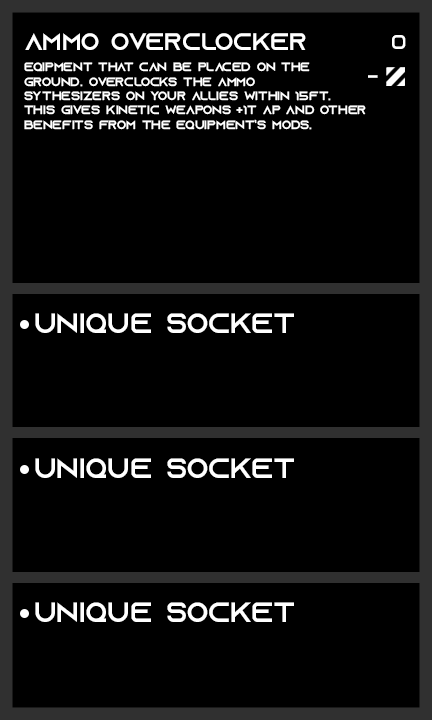 AMMO OVERCLOCKER 0
EQIPMENT THAT CAN BE PLACED ON THE
-
GROUND. OVERCLOCKS THE AMMO
SYTHESIZERS ON YOUR ALLIES WITHIN 15FT.
THIS GIVES KINETIC WEAPONS +1T AP AND OTHER
BENEFITS FROM THE EQUIPMENT'S MODS.
•UNIQUE SOCKET
•UNIQUE SOCKET
•UNIQUE SOCKET